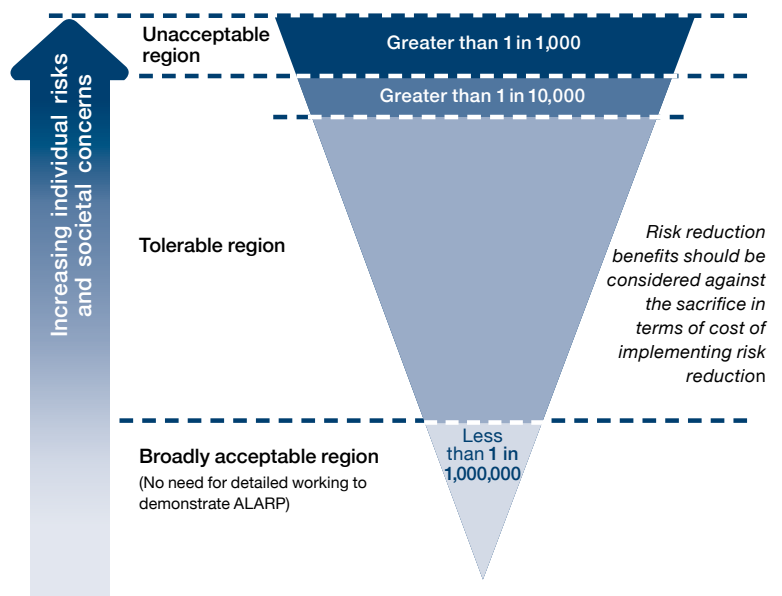 Increasing individual risks
and societal concerns
Unacceptable
region
Greater than 1 in 1,000
Greater than 1 in 10,000
Tolerable region
Risk reduction
benefits should be
considered against
the sacrifice in
terms of cost of
implementing risk
reduction
Broadly acceptable region
(No need for detailed working to
demonstrate ALARP)
Less
than 1 in
1,000,000